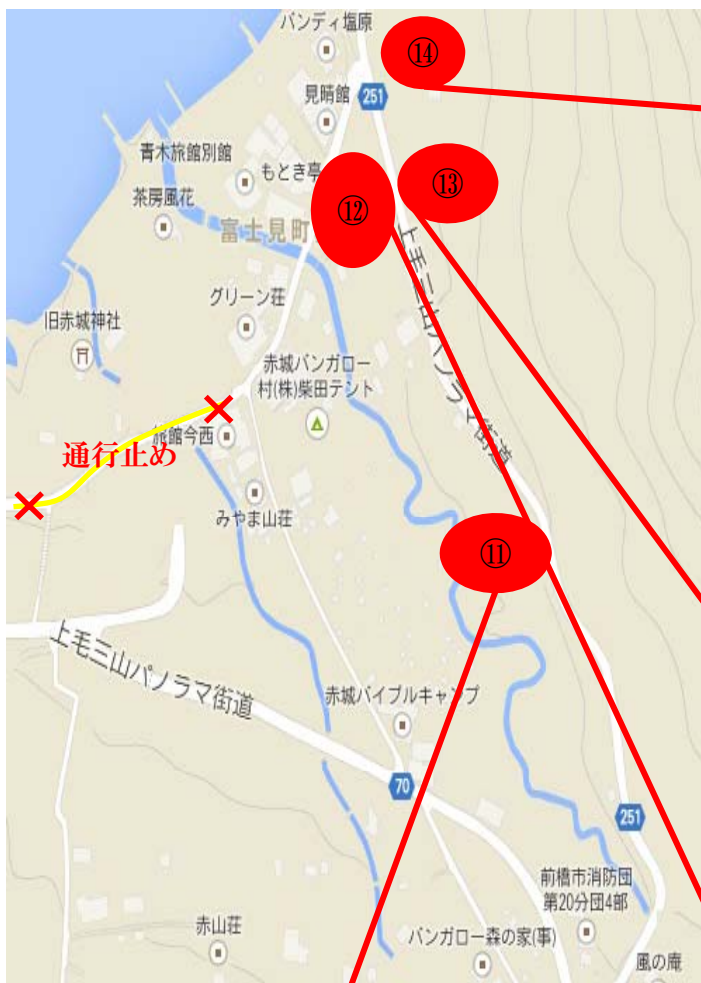 バンディ塩原
⑭
見晴館
251
青木旅館別館
もとき亭
⑬
茶房風花
⑫
富士見町
上毛三山パノラマ街道
グリーン荘
旧赤城神社
赤城バンガロー
村(株)柴田テント
旅館今西
通行止め
みやま山荘
⑪
上毛三山パノラマ街道
赤城バイブルキャンプ
70
251
前橋市消防団
第20分団4部
赤山荘
バンガロー森の家(事)
風の庵